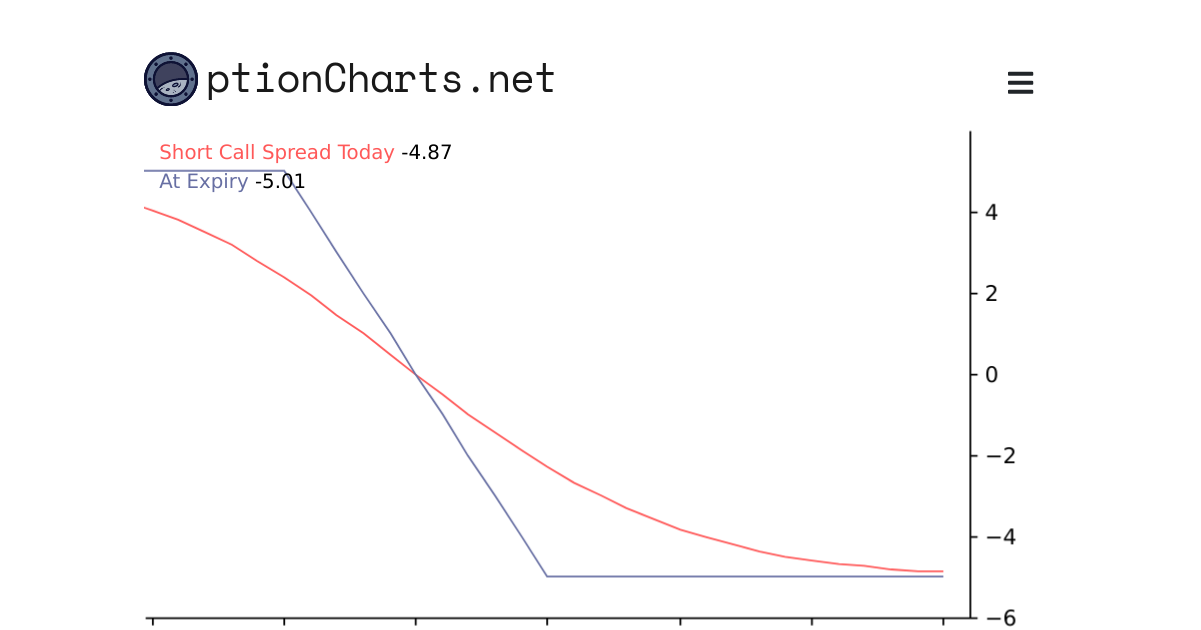 ptionCharts.net
Short Call Spread Today -4.87
At Expiry -5.01
4
2
0
−2
−4
−6